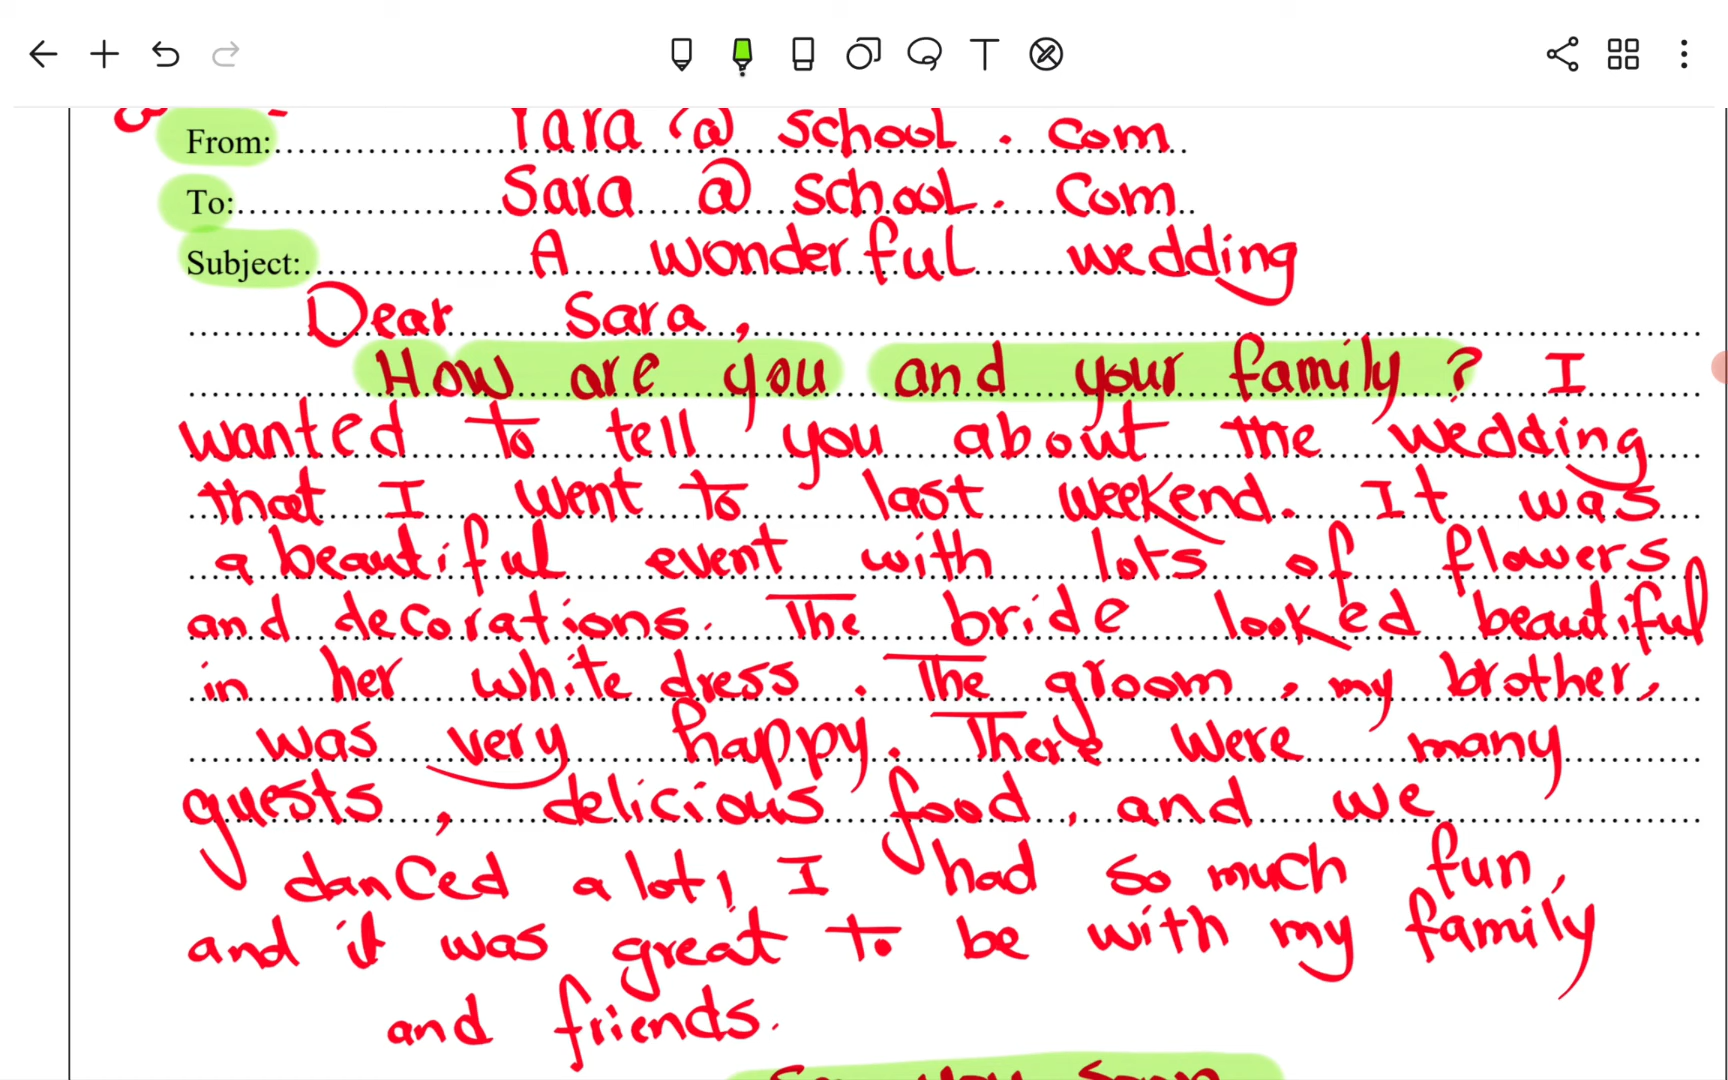 From: Yara @ school . com
To: Sara @ school . Com
Subject: A wonderful wedding
Dear Sara,
How are you and your family ? I
wanted to tell you about the wedding
that I went to last weekend. It was
a beautiful event with lots of flowers
and decorations. The bride looked beautiful
in her white dress . The groom , my brother,
was very happy. There were many
guests , delicious food , and we
danced a lot! I had so much fun,
and it was great to be with my family
and friends.
See you soon